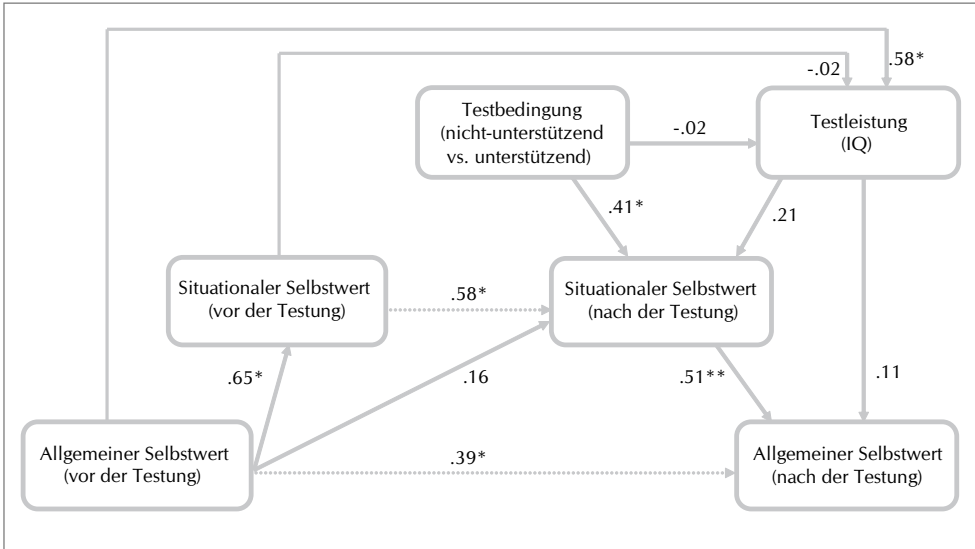 .58*
-.02
Testbedingung
(nicht-unterstützend
vs. unterstützend)
-.02
Testleistung
(IQ)
.41*
.21
Situationaler Selbstwert
(vor der Testung)
.58*
Situationaler Selbstwert
(nach der Testung)
.65*
.16
.51**
.11
Allgemeiner Selbstwert
(vor der Testung)
.39*
Allgemeiner Selbstwert
(nach der Testung)